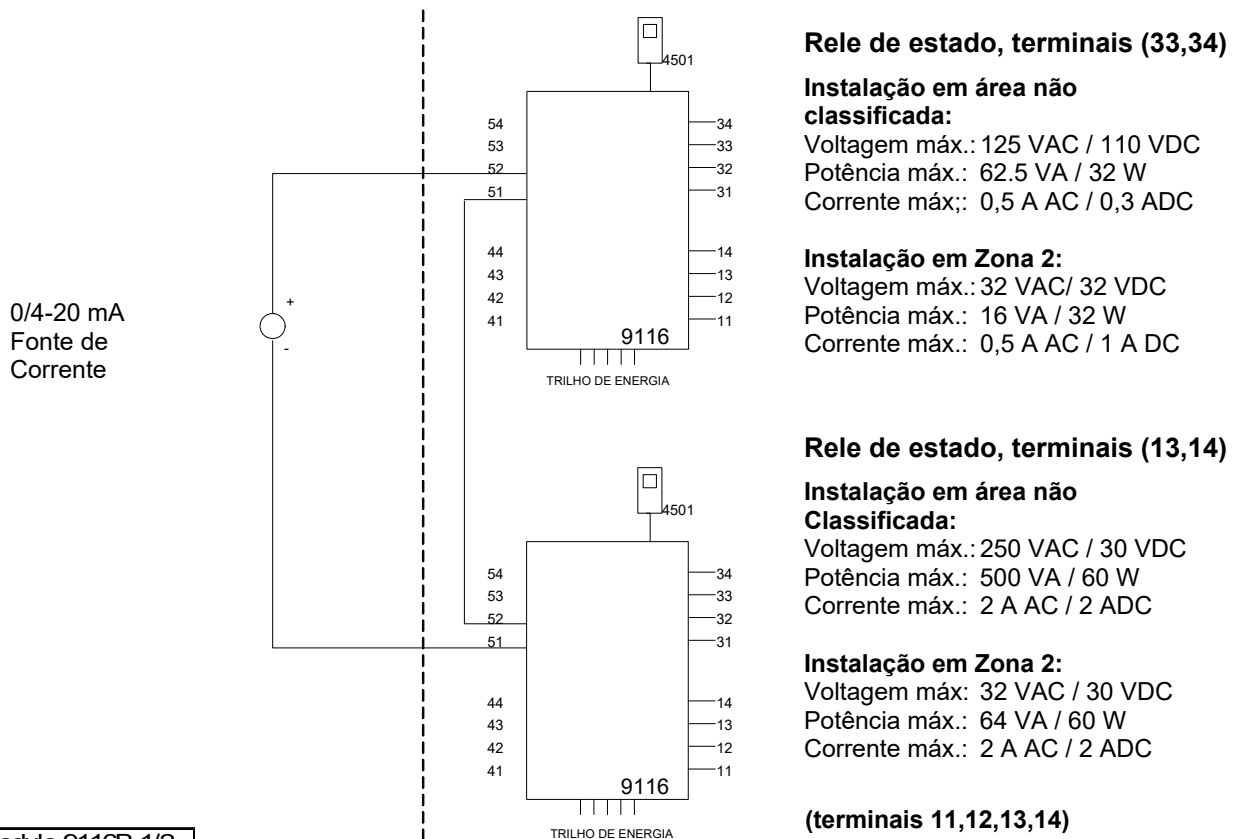 4501
54
53
52
51
44
43
42
41
34
33
32
31
14
13
12
11
9116
TRILHO DE ENERGIA
0/4-20 mA
Fonte de
Corrente
+
-
4501
54
53
52
51
44
43
42
41
34
33
32
31
14
13
12
11
9116
TRILHO DE ENERGIA
Rele de estado, terminais (33,34)
Instalação em área não
classificada:
Voltagem máx.: 125 VAC / 110 VDC
Potência máx.: 62.5 VA / 32 W
Corrente máx;: 0,5 A AC / 0,3 ADC
Instalação em Zona 2:
Voltagem máx.: 32 VAC/ 32 VDC
Potência máx.: 16 VA / 32 W
Corrente máx.: 0,5 A AC / 1 A DC
Rele de estado, terminais (13,14)
Instalação em área não
Classificada:
Voltagem máx.: 250 VAC / 30 VDC
Potência máx.: 500 VA / 60 W
Corrente máx.: 2 A AC / 2 ADC
Instalação em Zona 2:
Voltagem máx: 32 VAC / 30 VDC
Potência máx.: 64 VA / 60 W
Corrente máx.: 2 A AC / 2 ADC
(terminais 11,12,13,14)